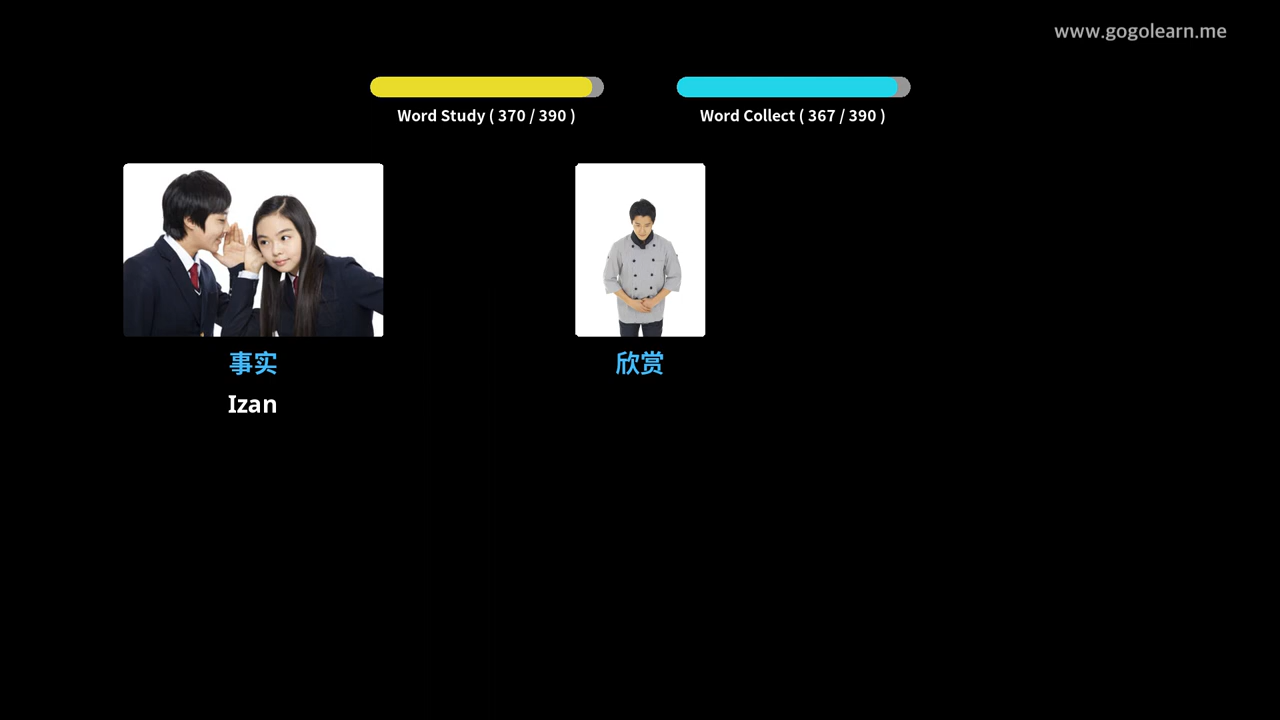 www.gogolearn.me
Word Study ( 370 / 390 )
Word Collect ( 367 / 390 )
事实
欣赏
Izan